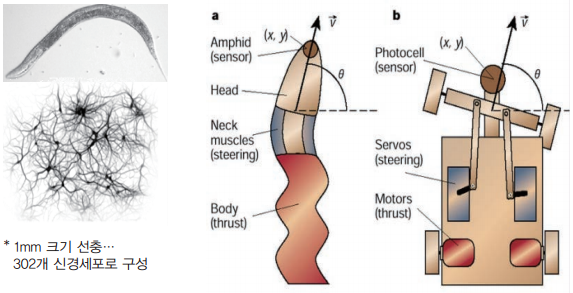 * 1mm 크기 선충…
302개 신경세포로 구성
a
(x, y)
v
Amphid
(sensor)
θ
Head
Neck
muscles
(steering)
Body
(thrust)
b
(x, y)
v
Photocell
(sensor)
θ
Servos
(steering)
Motors
(thrust)